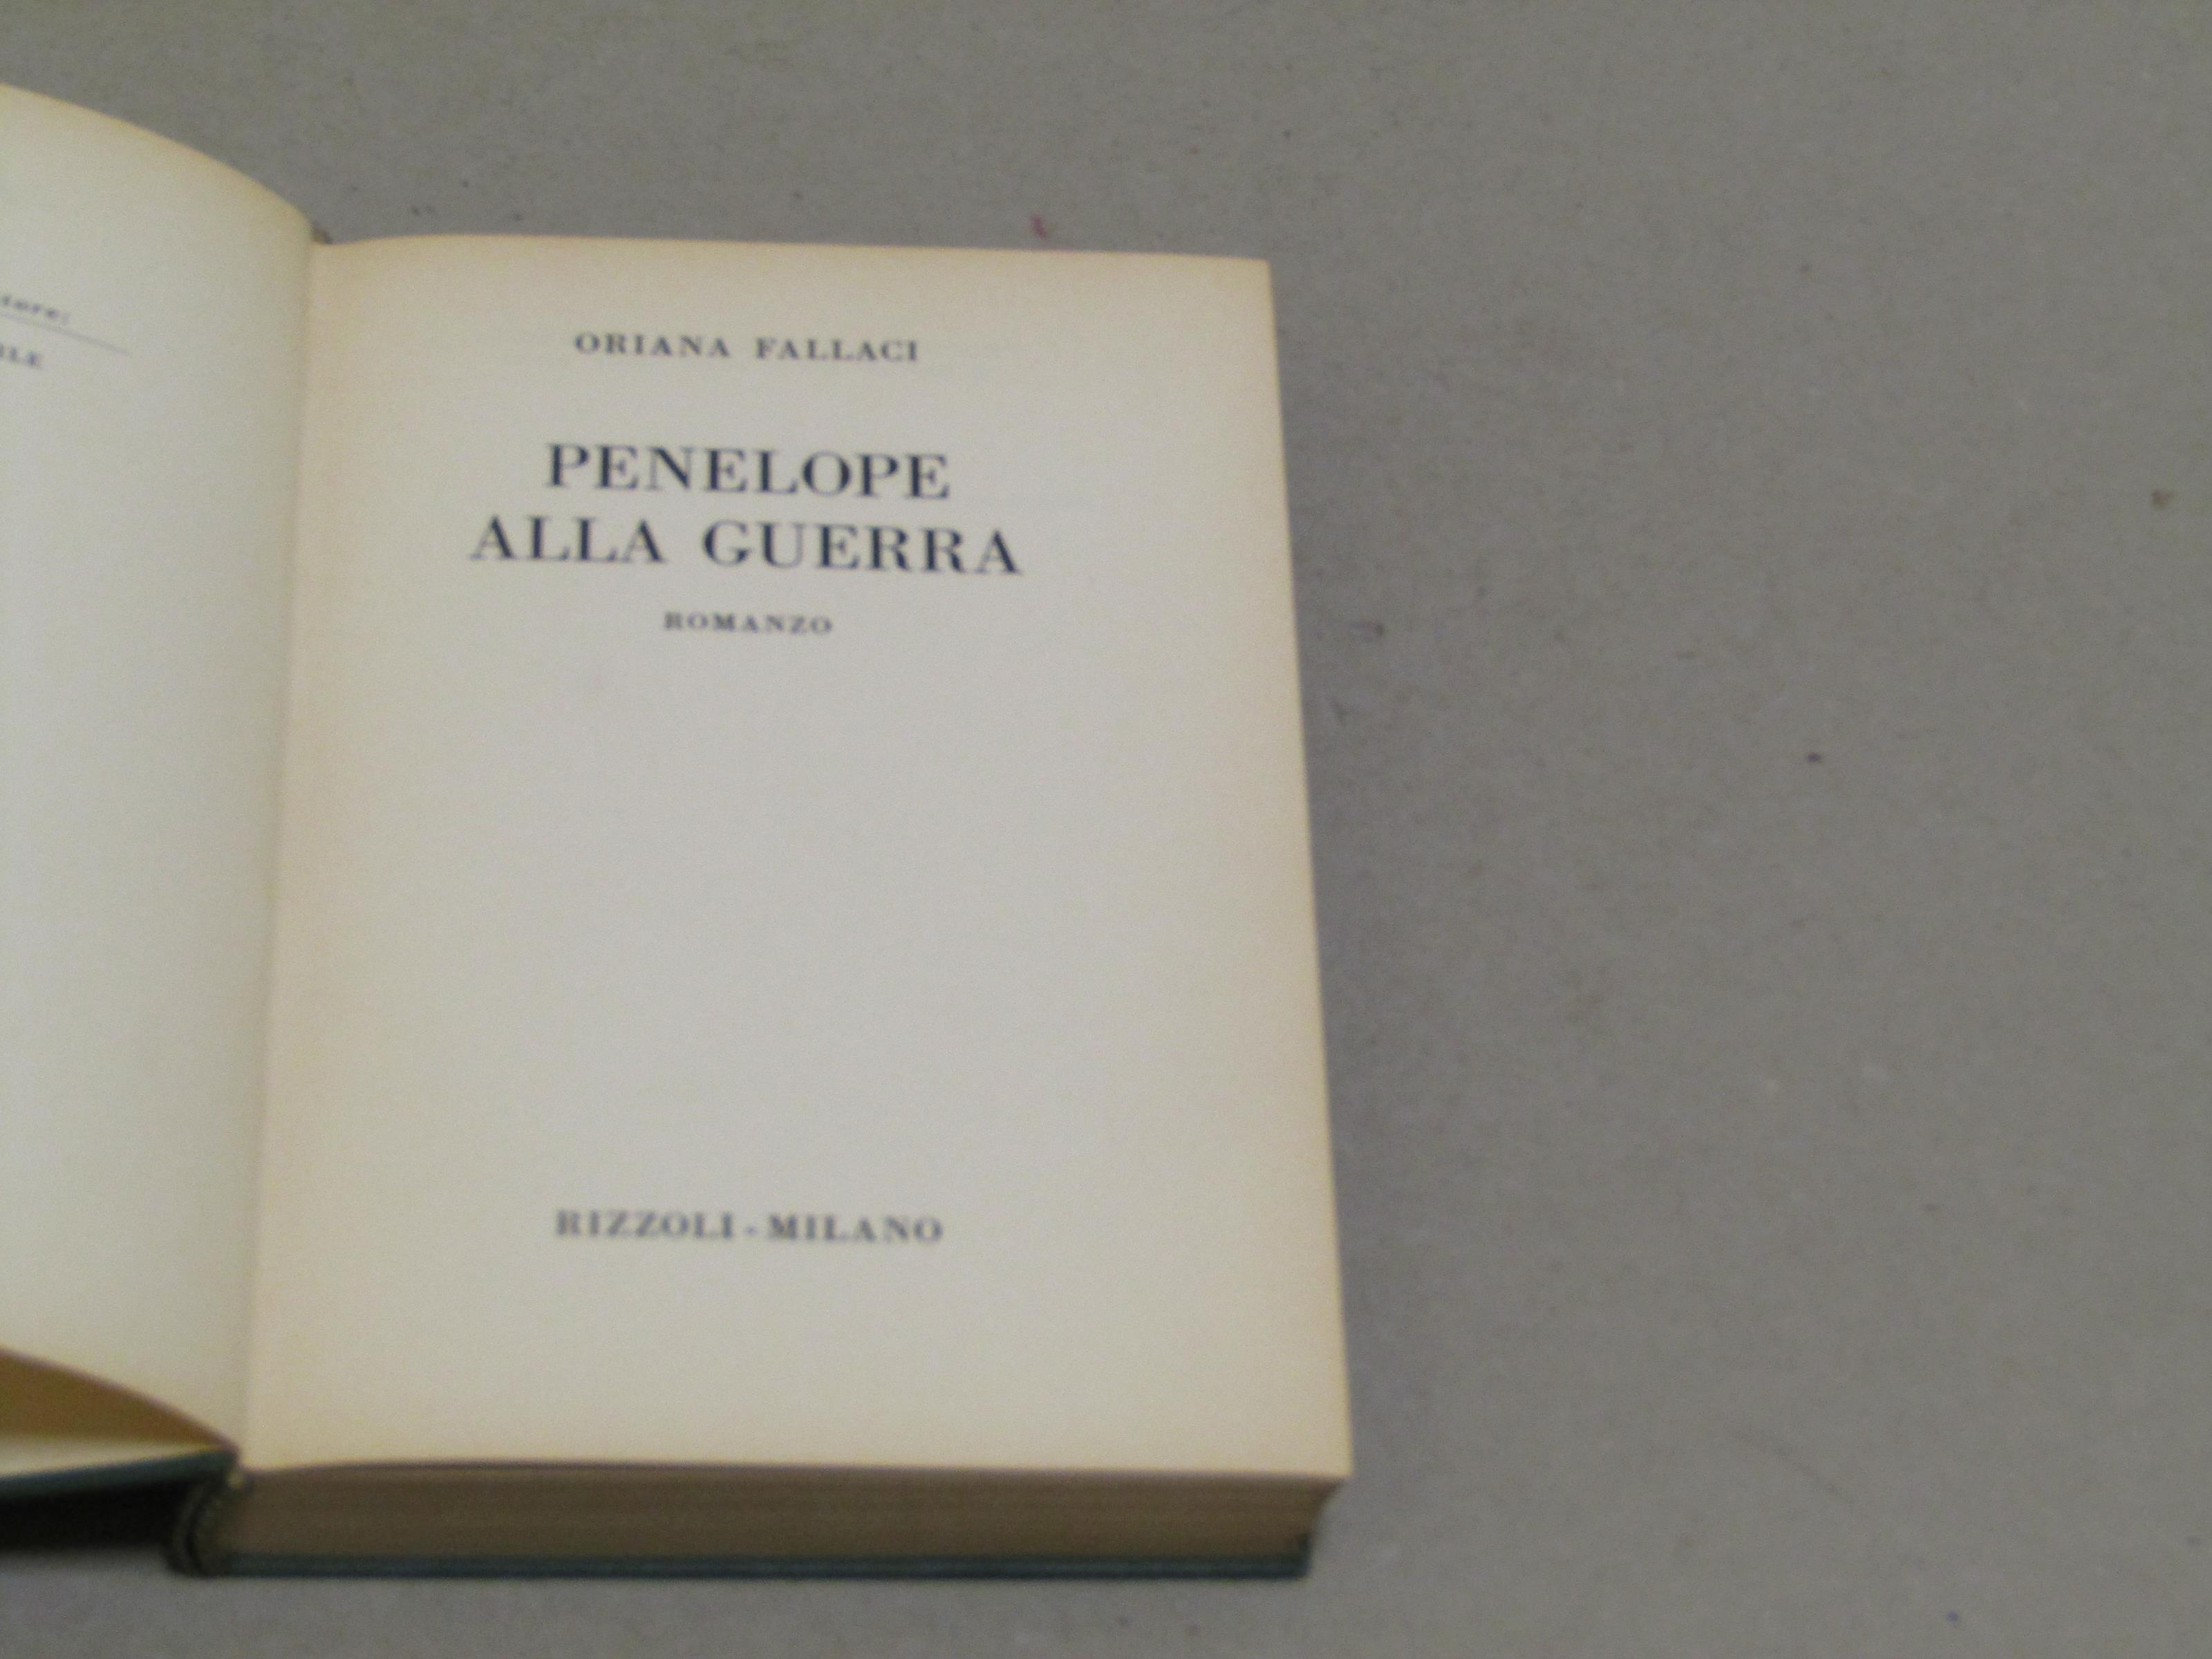 ORIANA FALLACI
PENELOPE
ALLA GUERRA
ROMANZO
RIZZOLI - MILANO